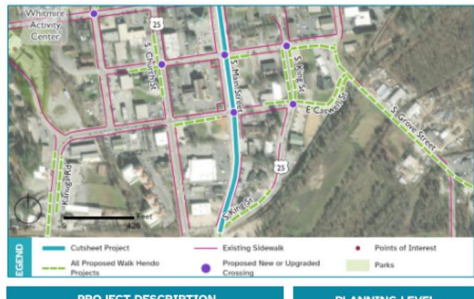 Whitmire
Activity
Center
25
S. Church St
S. Main Street
S. King St
E Caswell St
S. Grove Street
Kanuga Rd
25
S. King St
Feet
LEGEND
Cutsheet Project
Existing Sidewalk
Points of Interest
All Proposed Walk Hendo
Projects
Proposed New or Upgraded
Crossing
Parks
PROJECT DESCRIPTION
PLANNING LEVEL